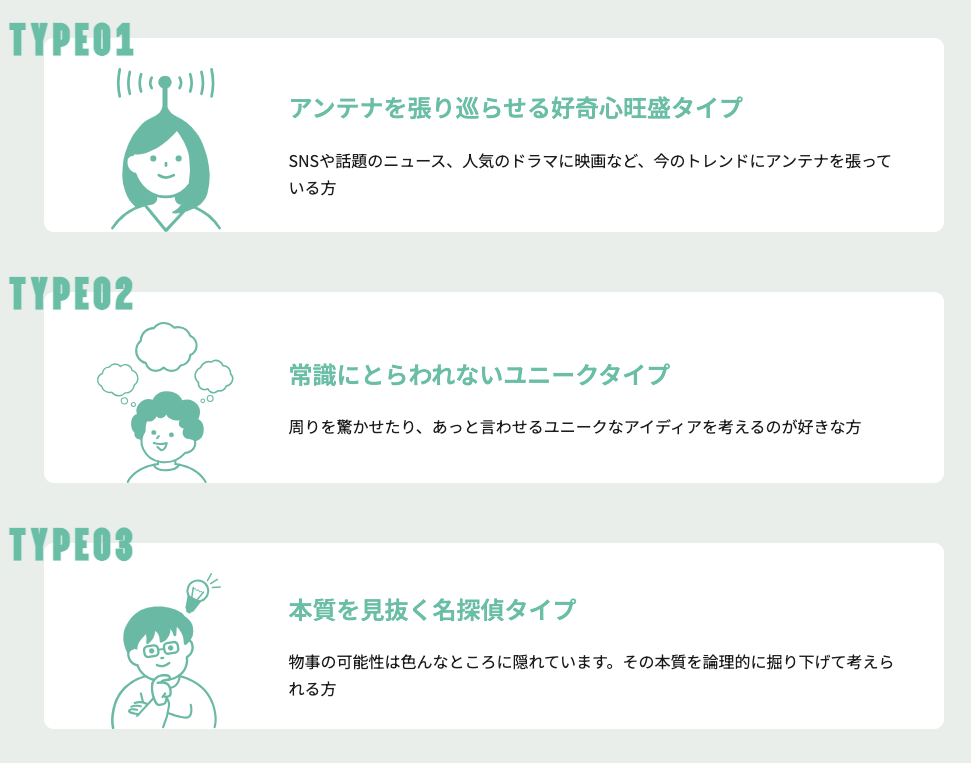 TYPE01
アンテナを張り巡らせる好奇心旺盛タイプ
SNSや話題のニュース、人気のドラマに映画など、今のトレンドにアンテナを張って
いる方
TYPE02
常識にとらわれないユニークタイプ
周りを驚かせたり、あっと言わせるユニークなアイディアを考えるのが好きな方
TYPE03
本質を見抜く名探偵タイプ
物事の可能性は色んなところに隠れています。その本質を論理的に掘り下げて考えら
れる方